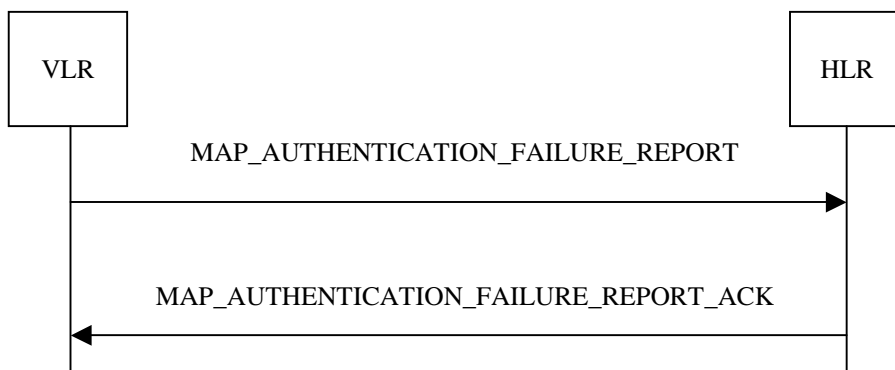 VLR
HLR
MAP_AUTHENTICATION_FAILURE_REPORT
MAP_AUTHENTICATION_FAILURE_REPORT_ACK